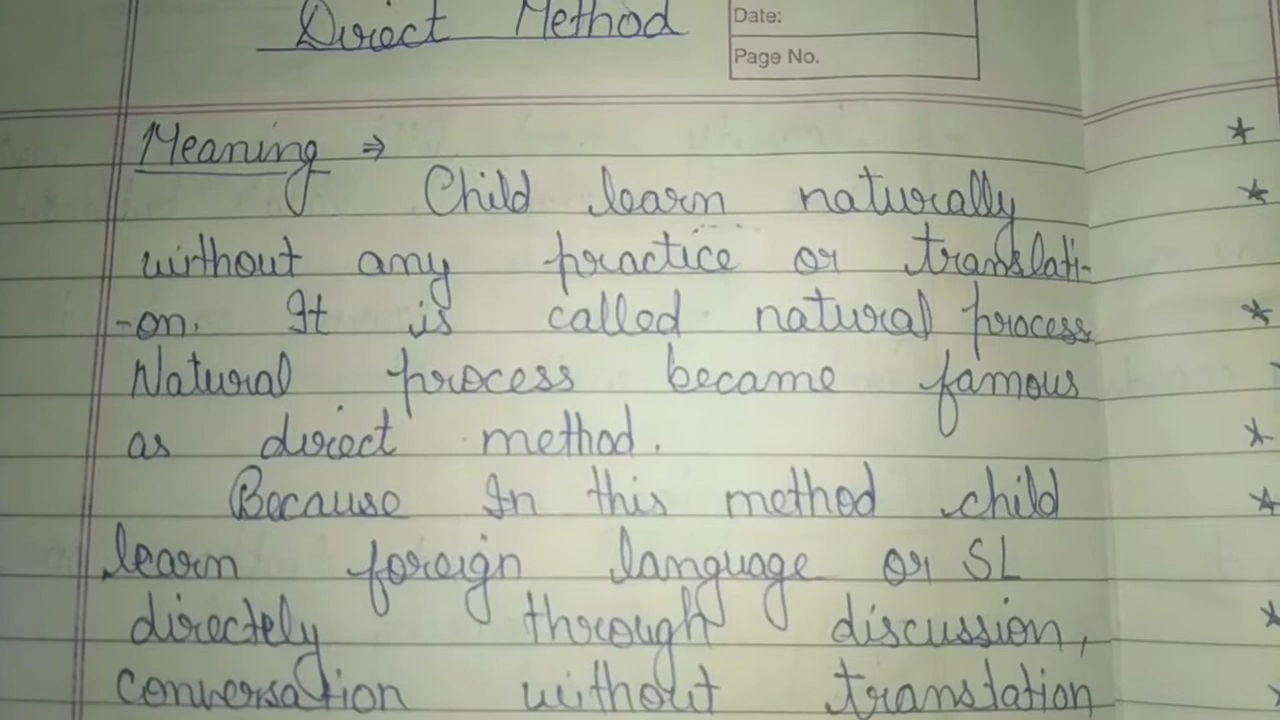 Direct Method
Date:
Page No.
Meaning ⇒
Child learn naturally
without any practice or translati-
-on. It is called natural process
Natural process became famous
as direct method.
Because In this method child
learn foreign language or SL
directely through discussion,
conversation without translation